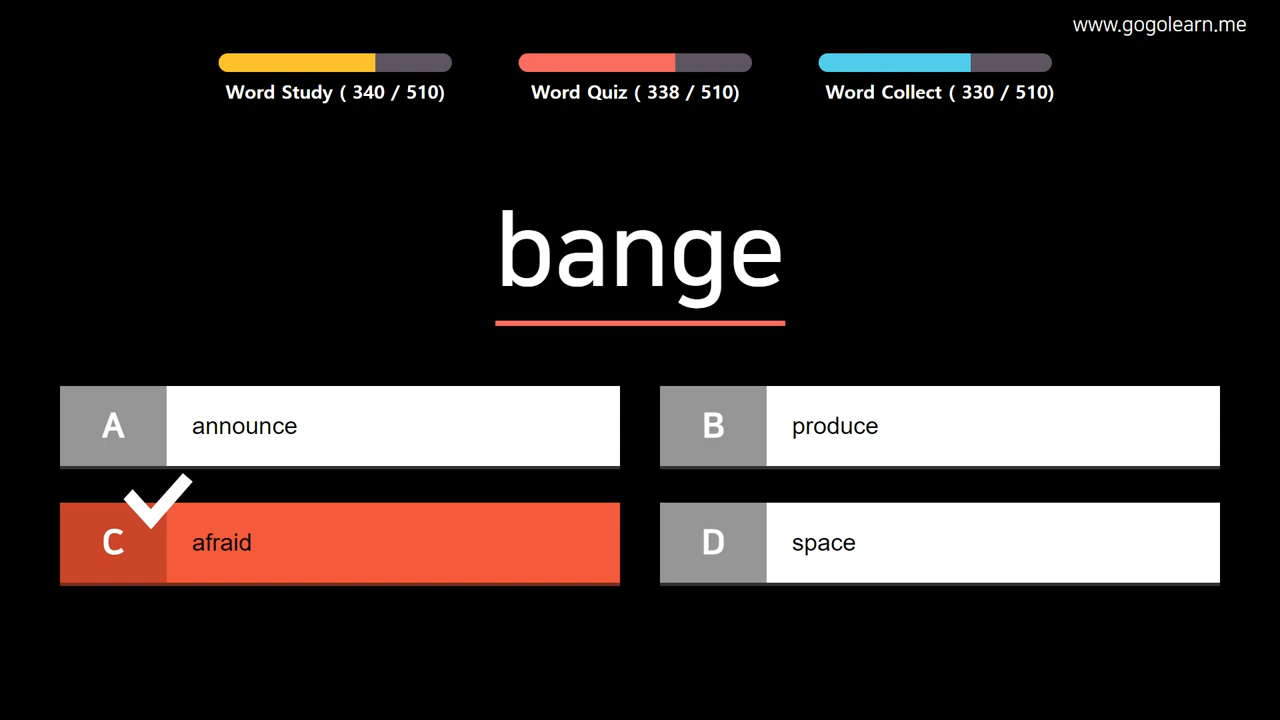 www.gogolearn.me
Word Study ( 340 / 510)
Word Quiz ( 338 / 510)
Word Collect ( 330 / 510)
bange
A announce
B produce
C afraid
D space